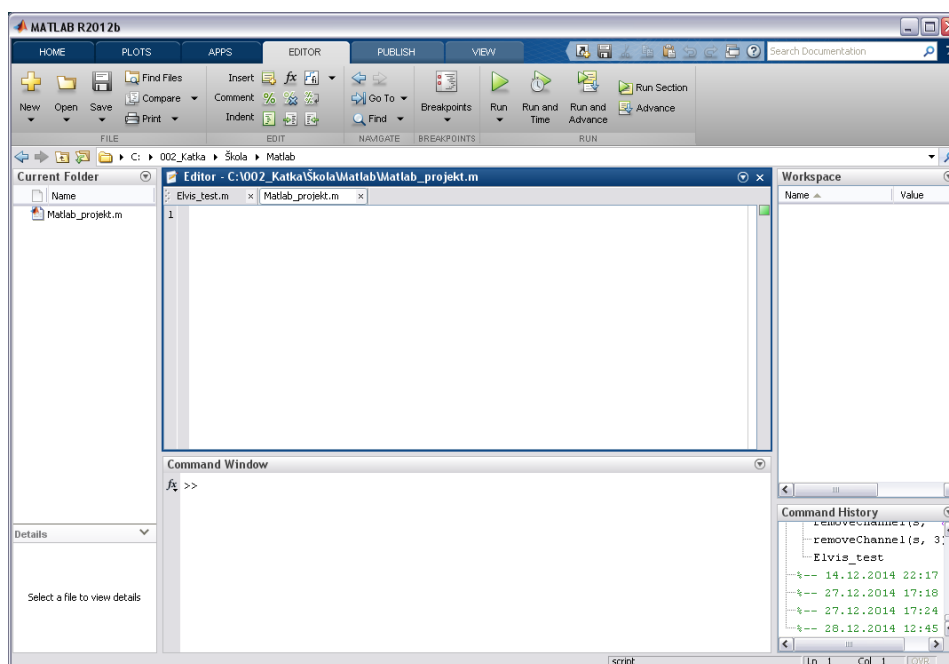 MATLAB R2012b
HOME PLOTS APPS EDITOR PUBLISH VIEW Search Documentation
New Open Save Find Files Compare Print
Insert Comment Indent
Go To Find
Breakpoints
Run Run and Time Run and Advance Run Section Advance
FILE EDIT NAVIGATE BREAKPOINTS RUN
C: 002_Katka Škola Matlab
Current Folder
Name
Matlab_projekt.m
Details
Select a file to view details
Editor - C:\002_Katka\Škola\Matlab\Matlab_projekt.m
Elvis_test.m Matlab_projekt.m
1
Command Window
fx >>
Workspace
Name Value
Command History
removeChannel(s,
removeChannel(s, 3)
Elvis_test
%-- 14.12.2014 22:17
%-- 27.12.2014 17:18
%-- 27.12.2014 17:24
%-- 28.12.2014 12:45
script Ln 1 Col 1 OVR